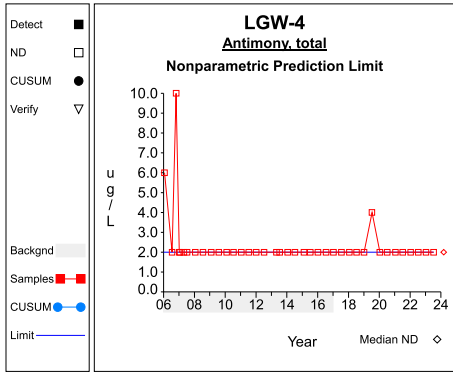 Detect
ND
CUSUM
Verify
Backgnd
Samples
CUSUM
Limit
LGW-4
Antimony, total
Nonparametric Prediction Limit
10.0
9.0
8.0
7.0
6.0
5.0
4.0
3.0
2.0
1.0
0.0
ug/L
06 08 10 12 14 16 18 20 22 24
Year
Median ND